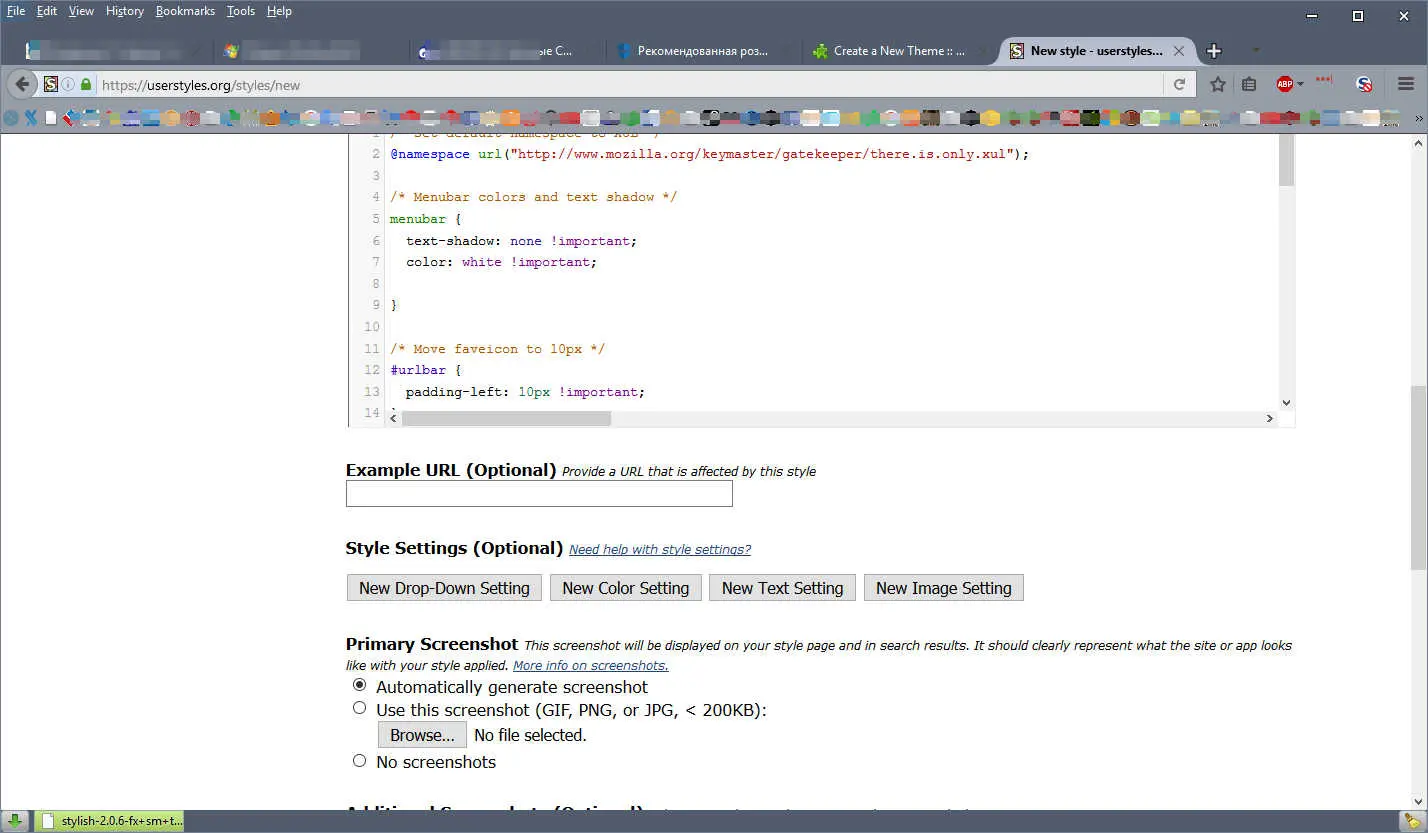 File Edit View History Bookmarks Tools Help
ые С... Рекомендованная роз... Create a New Theme :: ... New style - userstyles...
https://userstyles.org/styles/new
ABP
2 @namespace url("http://www.mozilla.org/keymaster/gatekeeper/there.is.only.xul");
3
4 /* Menubar colors and text shadow */
5 menubar {
6 text-shadow: none !important;
7 color: white !important;
8
9 }
10
11 /* Move faveicon to 10px */
12 #urlbar {
13 padding-left: 10px !important;
14
Example URL (Optional) Provide a URL that is affected by this style
Style Settings (Optional) Need help with style settings?
New Drop-Down Setting New Color Setting New Text Setting New Image Setting
Primary Screenshot This screenshot will be displayed on your style page and in search results. It should clearly represent what the site or app looks
like with your style applied. More info on screenshots.
Automatically generate screenshot
Use this screenshot (GIF, PNG, or JPG, < 200KB):
Browse... No file selected.
No screenshots
stylish-2.0.6-fx+sm+t...